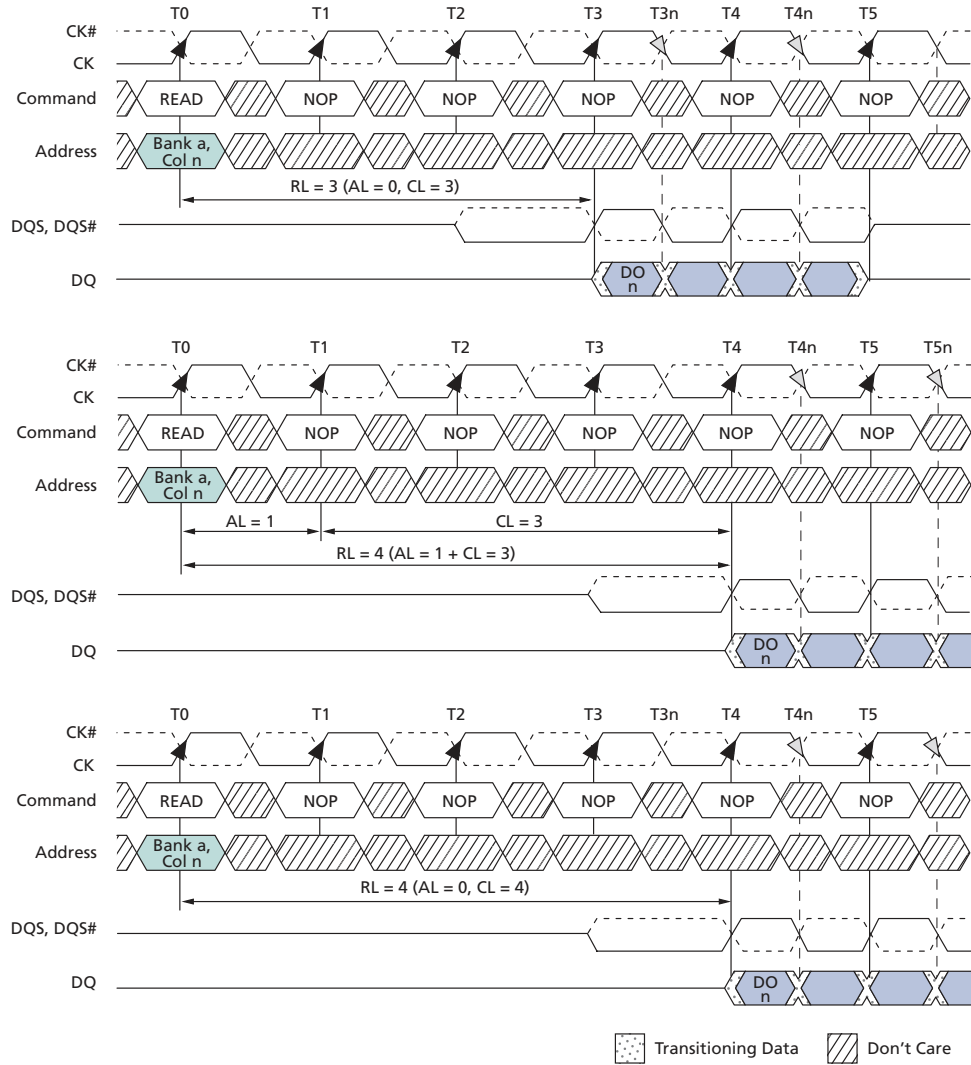 T0 T1 T2 T3 T3n T4 T4n T5
CK#
CK
Command READ NOP NOP NOP NOP NOP
Address Bank a,
Col n
RL = 3 (AL = 0, CL = 3)
DQS, DQS#
DQ DO
n
T0 T1 T2 T3 T4 T4n T5 T5n
CK#
CK
Command READ NOP NOP NOP NOP NOP
Address Bank a,
Col n
AL = 1 CL = 3
RL = 4 (AL = 1 + CL = 3)
DQS, DQS#
DQ DO
n
T0 T1 T2 T3 T3n T4 T4n T5
CK#
CK
Command READ NOP NOP NOP NOP NOP
Address Bank a,
Col n
RL = 4 (AL = 0, CL = 4)
DQS, DQS#
DQ DO
n
Transitioning Data Don't Care